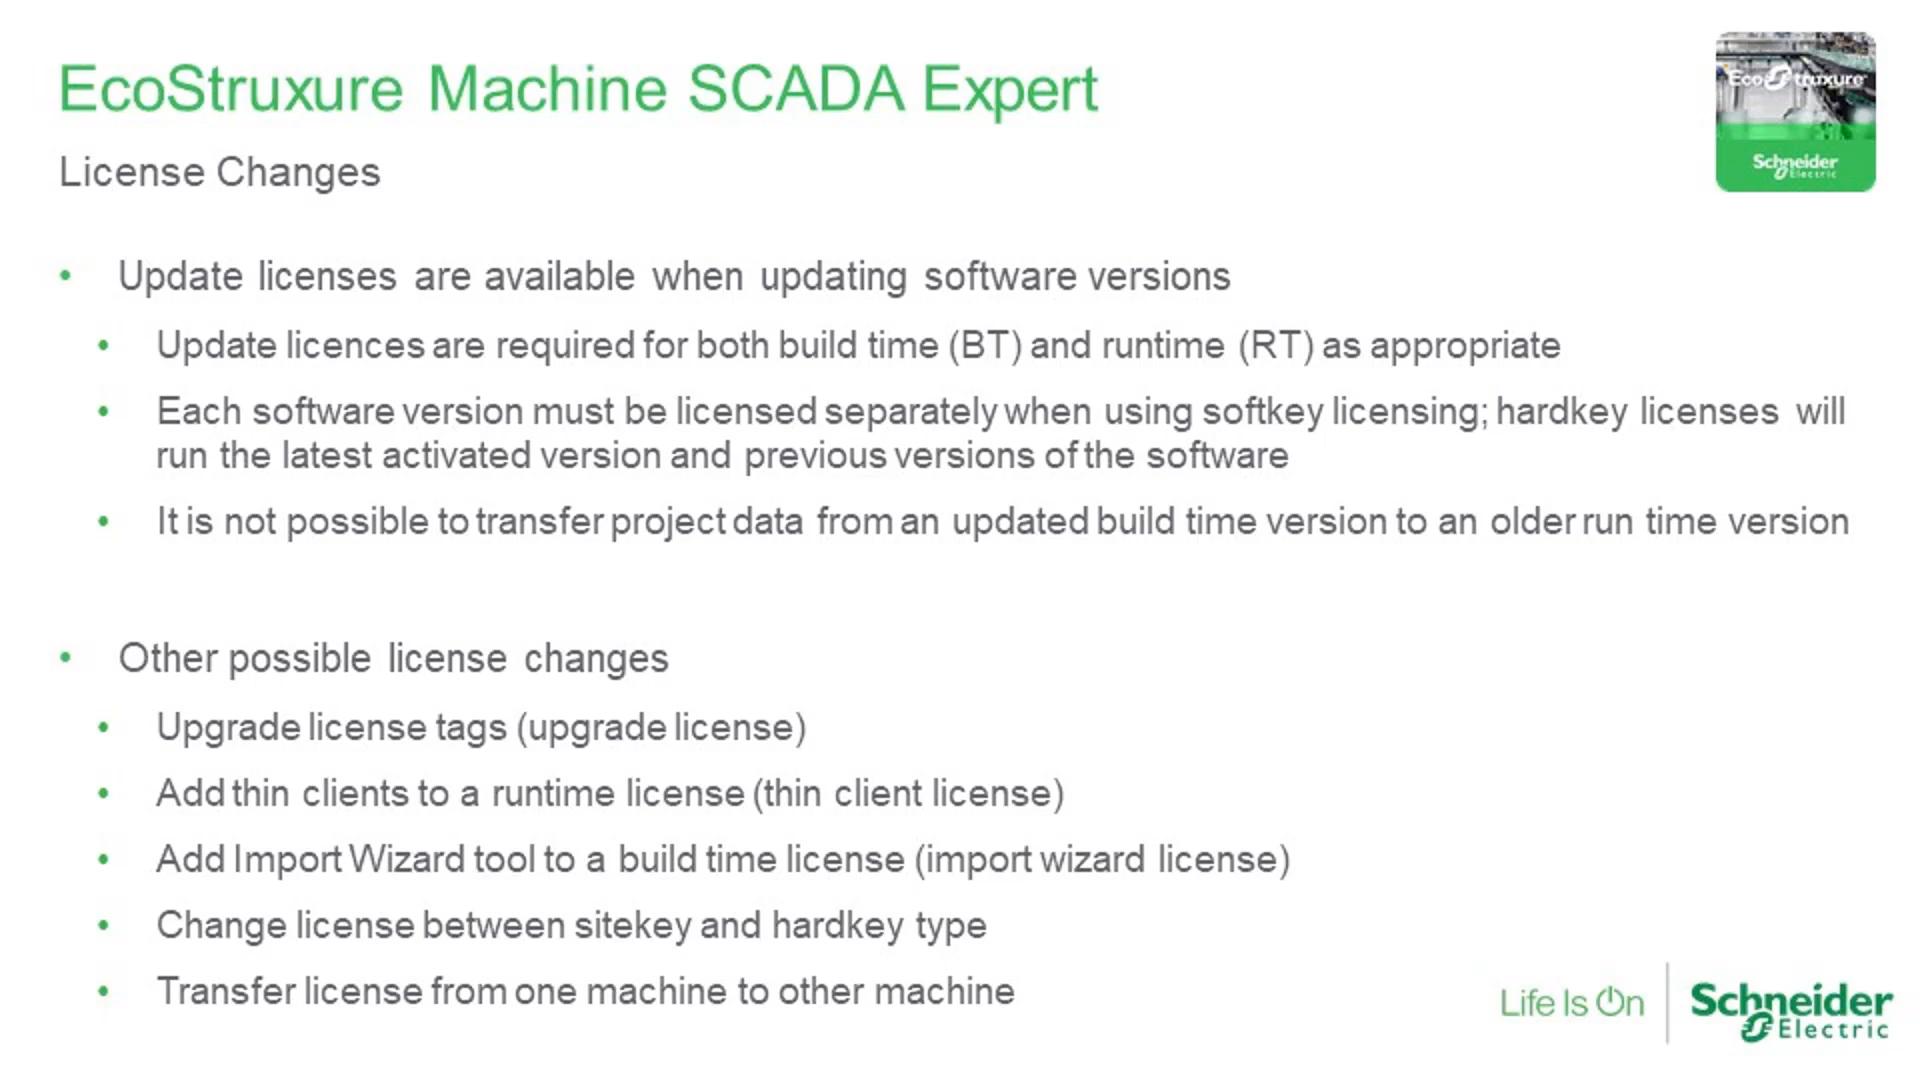 EcoStruxure Machine SCADA Expert
EcoStruxure
Schneider
Electric
License Changes
• Update licenses are available when updating software versions
• Update licences are required for both build time (BT) and runtime (RT) as appropriate
• Each software version must be licensed separately when using softkey licensing; hardkey licenses will
run the latest activated version and previous versions of the software
• It is not possible to transfer project data from an updated build time version to an older run time version
• Other possible license changes
• Upgrade license tags (upgrade license)
• Add thin clients to a runtime license (thin client license)
• Add Import Wizard tool to a build time license (import wizard license)
• Change license between sitekey and hardkey type
• Transfer license from one machine to other machine
Life Is On
Schneider
Electric